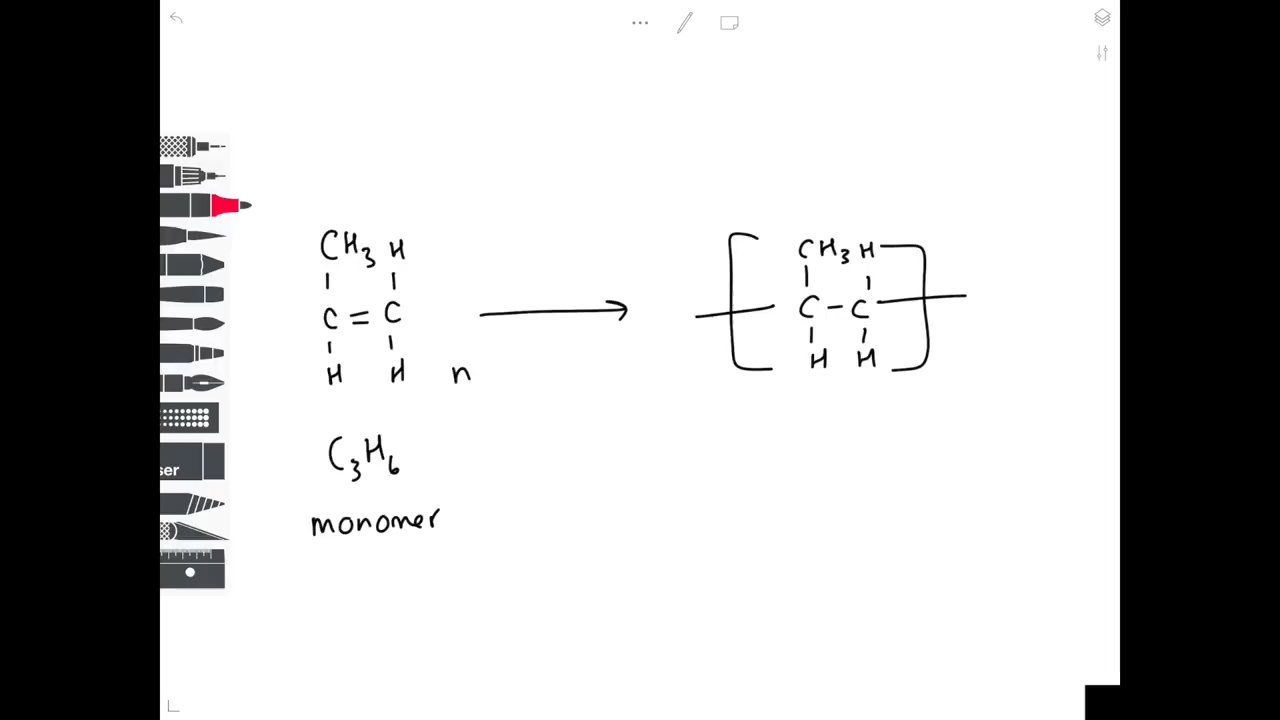 CH3 H
C = C
H H n
C3H6
monomer
CH3 H
C - C
H H
ser